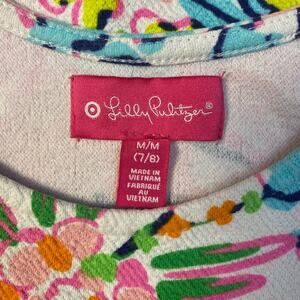 Lilly Pulitzer®
M/M
(7/8)
MADE IN
VIETNAM
FABRIQUÉ
AU
VIETNAM